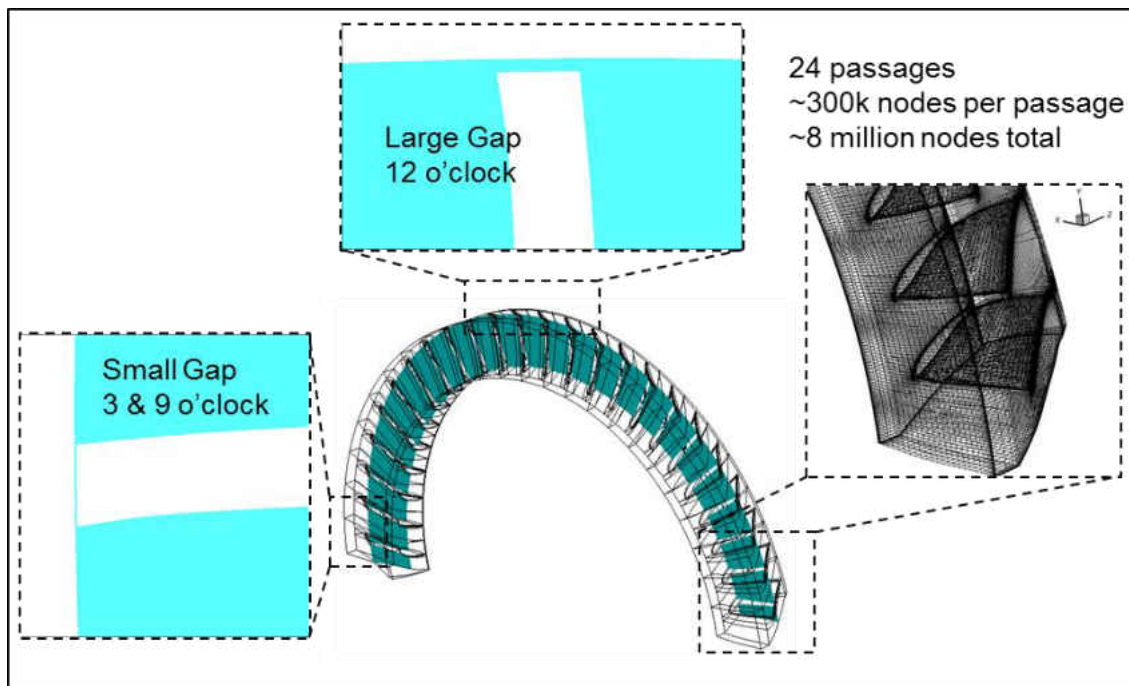 24 passages
~300k nodes per passage
~8 million nodes total
Large Gap
12 o’clock
Small Gap
3 & 9 o’clock
Y
X
Z